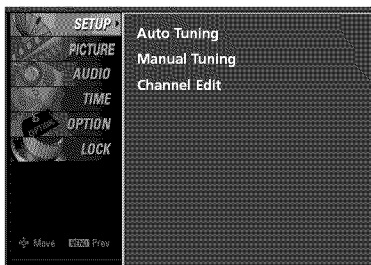 SETUP
PICTURE
AUDIO
TIME
OPTION
LOCK
Auto Tuning
Manual Tuning
Channel Edit
Move MENU Prev